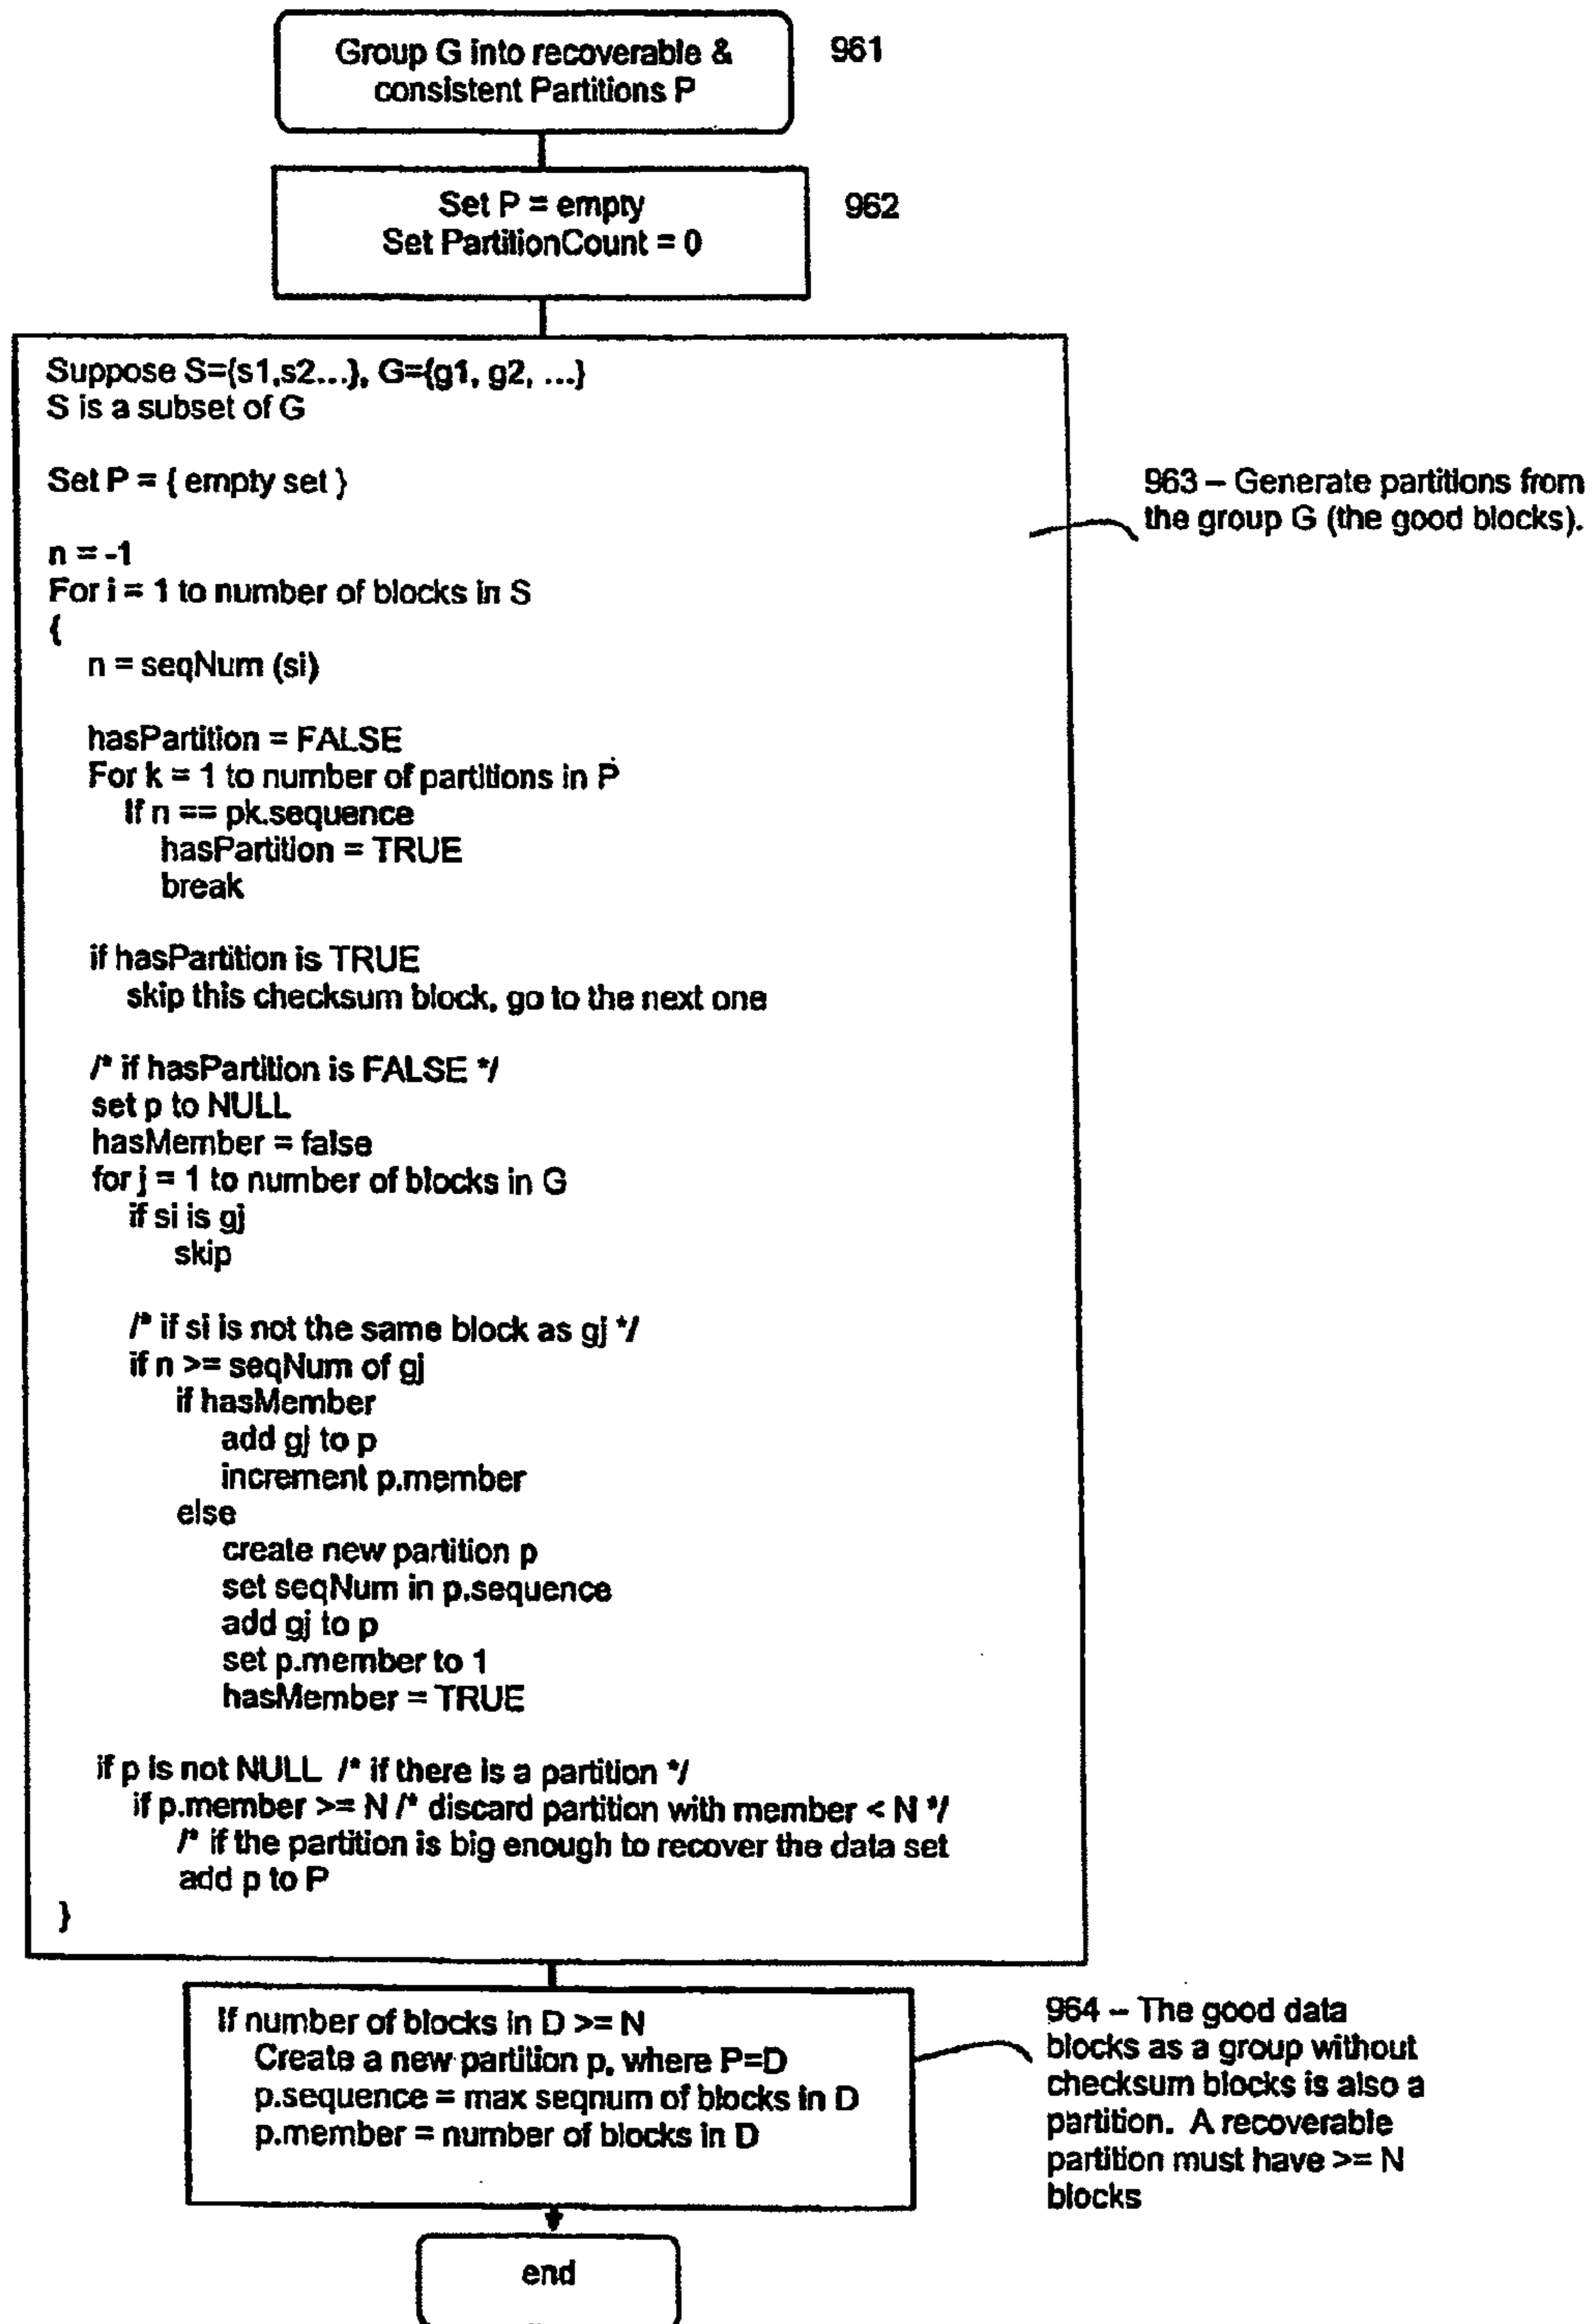 Group G into recoverable &
consistent Partitions P
961
Set P = empty
Set PartitionCount = 0
962
Suppose S={s1,s2...}, G={g1, g2, ...}
S is a subset of G
Set P = { empty set }
n = -1
For i = 1 to number of blocks in S
{
n = seqNum (si)
hasPartition = FALSE
For k = 1 to number of partitions in P
If n == pk.sequence
hasPartition = TRUE
break
if hasPartition is TRUE
skip this checksum block, go to the next one
/* if hasPartition is FALSE */
set p to NULL
hasMember = false
for j = 1 to number of blocks in G
if si is gj
skip
/* if si is not the same block as gj */
if n >= seqNum of gj
if hasMember
add gj to p
increment p.member
else
create new partition p
set seqNum in p.sequence
add gj to p
set p.member to 1
hasMember = TRUE
if p is not NULL /* if there is a partition */
if p.member >= N /* discard partition with member < N */
/* if the partition is big enough to recover the data set
add p to P
}
963 – Generate partitions from
the group G (the good blocks).
If number of blocks in D >= N
Create a new partition p, where P=D
p.sequence = max seqnum of blocks in D
p.member = number of blocks in D
964 – The good data
blocks as a group without
checksum blocks is also a
partition. A recoverable
partition must have >= N
blocks
end